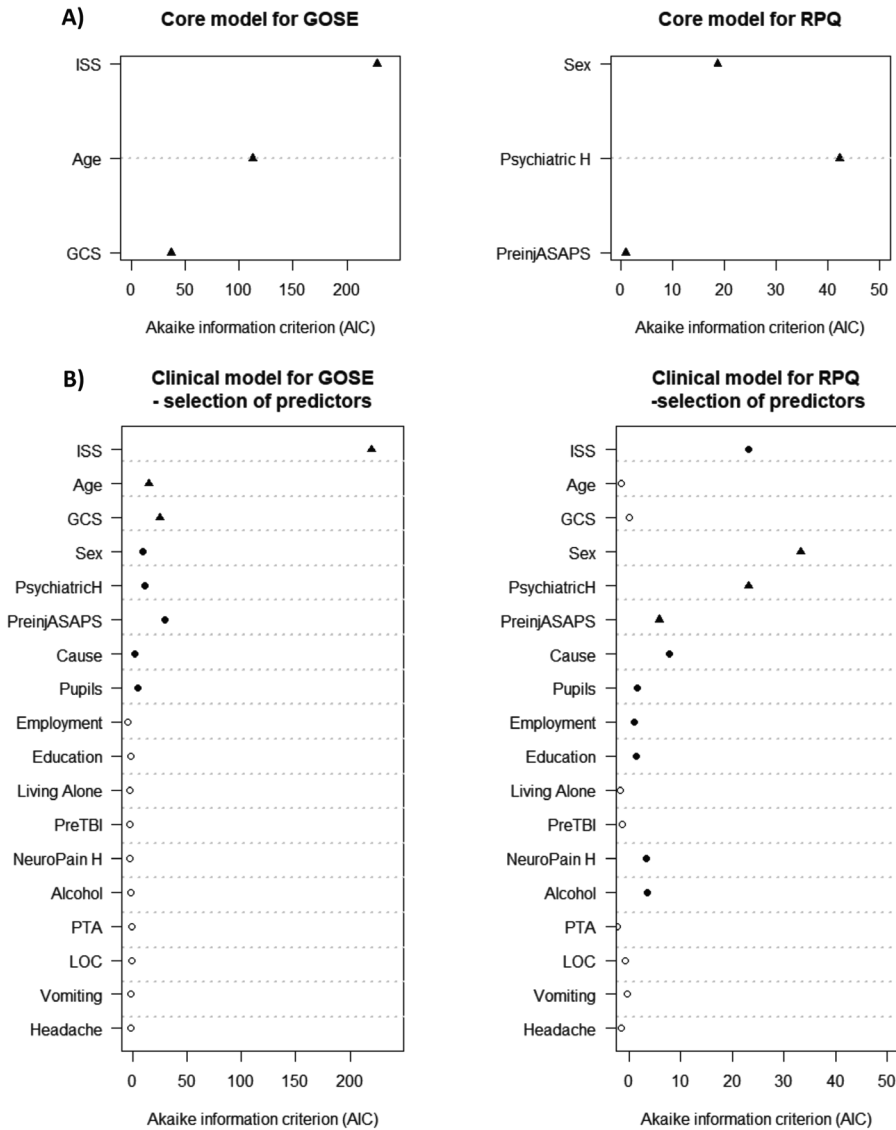 A)
Core model for GOSE
ISS
Age
GCS
0 50 100 150 200
Akaike information criterion (AIC)
Core model for RPQ
Sex
Psychiatric H
PreinjASAPS
0 10 20 30 40 50
Akaike information criterion (AIC)
B)
Clinical model for GOSE
- selection of predictors
ISS
Age
GCS
Sex
PsychiatricH
PreinjASAPS
Cause
Pupils
Employment
Education
Living Alone
PreTBI
NeuroPain H
Alcohol
PTA
LOC
Vomiting
Headache
0 50 100 150 200
Akaike information criterion (AIC)
Clinical model for RPQ
-selection of predictors
ISS
Age
GCS
Sex
PsychiatricH
PreinjASAPS
Cause
Pupils
Employment
Education
Living Alone
PreTBI
NeuroPain H
Alcohol
PTA
LOC
Vomiting
Headache
0 10 20 30 40 50
Akaike information criterion (AIC)